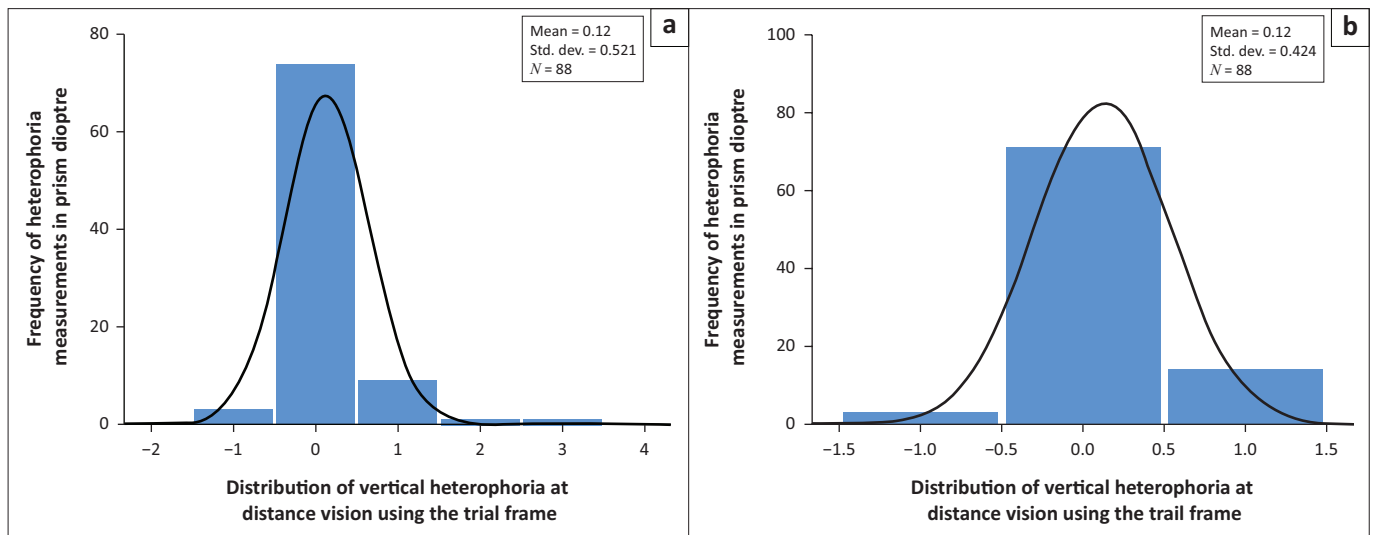 a
Mean = 0.12
Std. dev. = 0.521
N = 88
Frequency of heterophoria
measurements in prism dioptre
80
60
40
20
0
−2 −1 0 1 2 3 4
Distribution of vertical heterophoria at
distance vision using the trial frame
b
Mean = 0.12
Std. dev. = 0.424
N = 88
Frequency of heterophoria
measurements in prism dioptre
100
80
60
40
20
0
−1.5 −1.0 −0.5 0.0 0.5 1.0 1.5
Distribution of vertical heterophoria at
distance vision using the trail frame